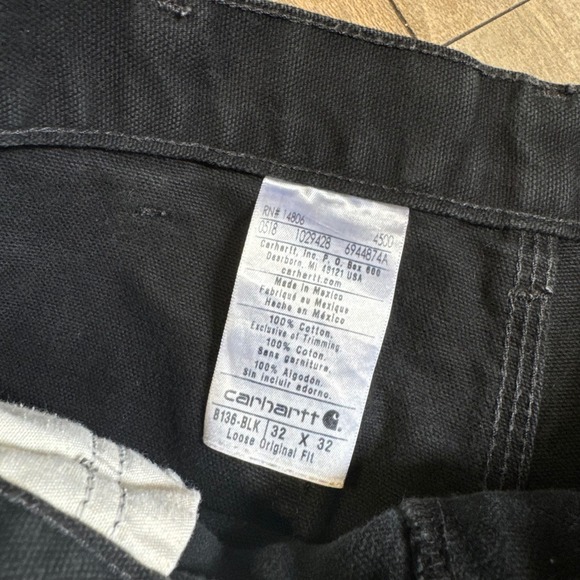 RN# 14806 4500
0518 1029428 6944874A
Carhartt, Inc. P. O. Box 600
Dearborn, MI 48121 USA
carhartt.com
Made in Mexico
Fabriqué au Mexique
Hecho en México
100% Cotton.
Exclusive of Trimming.
100% Coton.
Sans garniture.
100% Algodón.
Sin incluir adorno.
carhartt
B136-BLK 32 X 32
Loose Original Fit